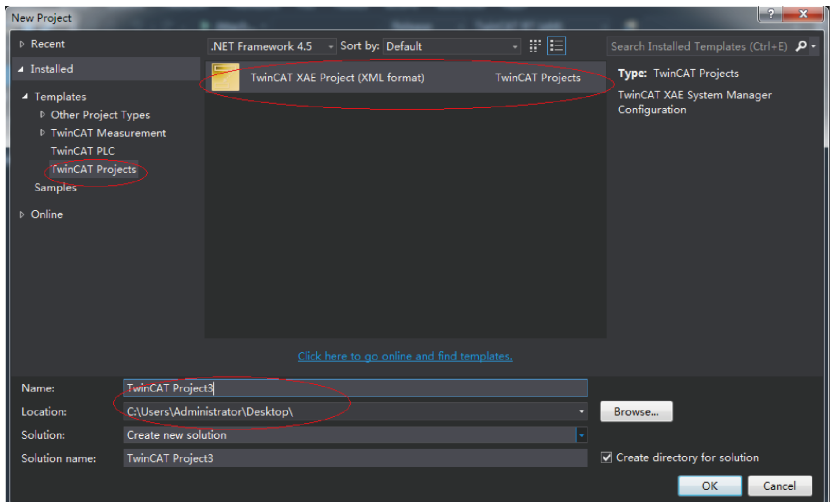 New Project
Recent
.NET Framework 4.5 Sort by: Default Search Installed Templates (Ctrl+E)
Installed
TwinCAT XAE Project (XML format) TwinCAT Projects
Type: TwinCAT Projects
TwinCAT XAE System Manager
Configuration
Templates
Other Project Types
TwinCAT Measurement
TwinCAT PLC
TwinCAT Projects
Samples
Online
Click here to go online and find templates.
Name: TwinCAT Project3
Location: C:\Users\Administrator\Desktop\ Browse...
Solution: Create new solution
Solution name: TwinCAT Project3 Create directory for solution
OK Cancel